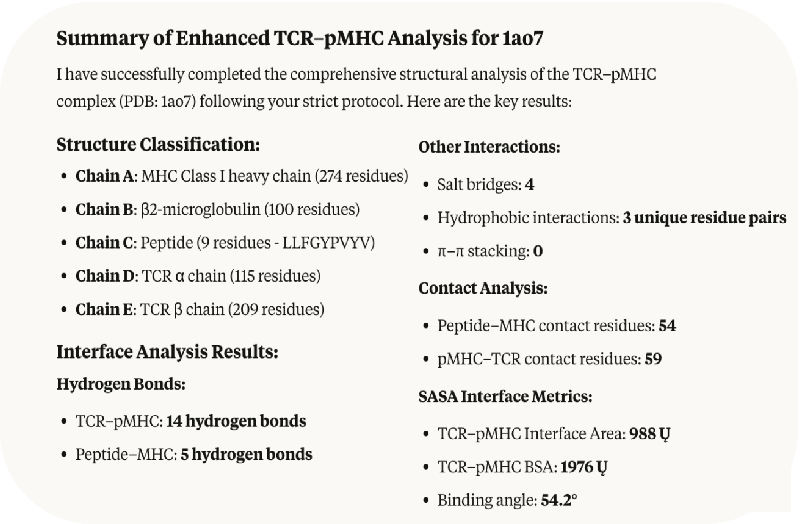 Summary of Enhanced TCR–pMHC Analysis for 1ao7
I have successfully completed the comprehensive structural analysis of the TCR–pMHC
complex (PDB: 1ao7) following your strict protocol. Here are the key results:
Structure Classification:
• Chain A: MHC Class I heavy chain (274 residues)
• Chain B: β2-microglobulin (100 residues)
• Chain C: Peptide (9 residues - LLFGYPVYV)
• Chain D: TCR α chain (115 residues)
• Chain E: TCR β chain (209 residues)
Interface Analysis Results:
Hydrogen Bonds:
• TCR–pMHC: 14 hydrogen bonds
• Peptide–MHC: 5 hydrogen bonds
Other Interactions:
• Salt bridges: 4
• Hydrophobic interactions: 3 unique residue pairs
• π–π stacking: 0
Contact Analysis:
• Peptide–MHC contact residues: 54
• pMHC–TCR contact residues: 59
SASA Interface Metrics:
• TCR–pMHC Interface Area: 988 Ų
• TCR–pMHC BSA: 1976 Ų
• Binding angle: 54.2°